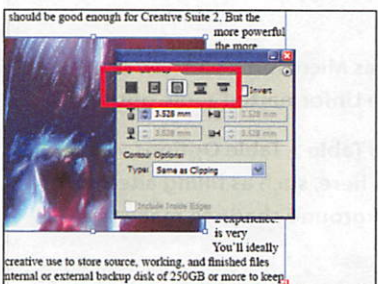 should be good enough for Creative Suite 2. But the
more powerful
the more
Invert
3.528 mm
3.528 mm
3.528 mm
3.528 mm
Contour Options:
Type: Same as Clipping
Include Inside Edges
experience.
is very
You'll ideally
creative use to store source, working, and finished files
nternal or external backup disk of 250GB or more to keep